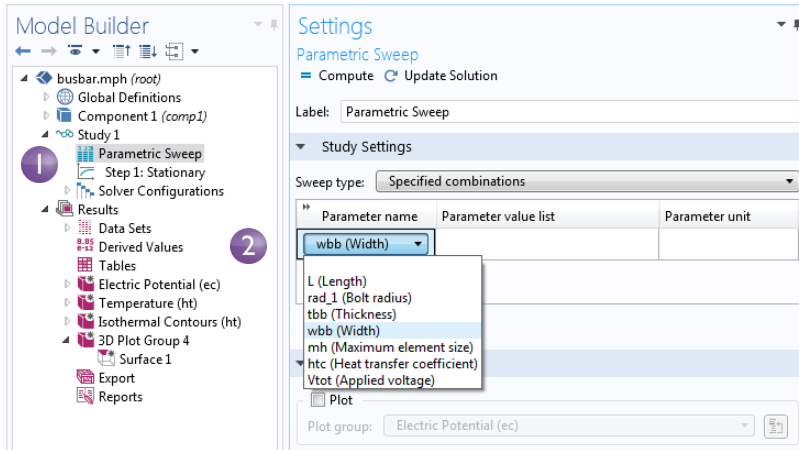 Model Builder
busbar.mph (root)
Global Definitions
Component 1 (comp1)
Study 1
1
Parametric Sweep
Step 1: Stationary
Solver Configurations
Results
Data Sets
8.85
e-12
Derived Values
2
Tables
Electric Potential (ec)
Temperature (ht)
Isothermal Contours (ht)
3D Plot Group 4
Surface 1
Export
Reports
Settings
Parametric Sweep
= Compute
Update Solution
Label: Parametric Sweep
Study Settings
Sweep type: Specified combinations
Parameter name
Parameter value list
Parameter unit
wbb (Width)
L (Length)
rad_1 (Bolt radius)
tbb (Thickness)
wbb (Width)
mh (Maximum element size)
htc (Heat transfer coefficient)
Vtot (Applied voltage)
Plot
Plot group: Electric Potential (ec)